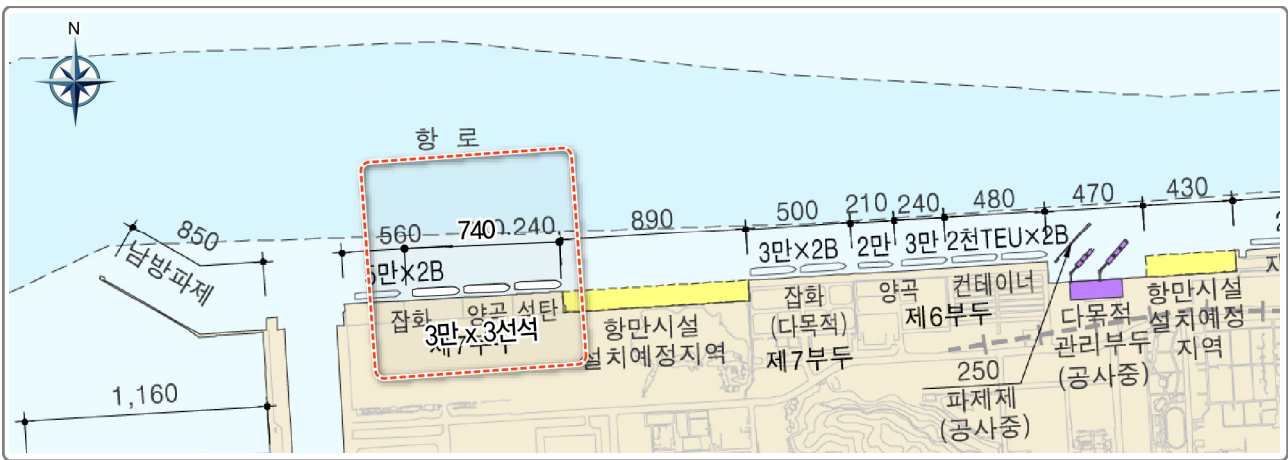 N
항 로
850
남방파제
1,160
560
740
240
5만×2B
잡화
양곡
석탄
3만 x 3선석
제7부두
890
항만시설
설치예정지역
500
210
240
480
470
430
3만×2B
2만
3만
2천TEU×2B
잡화
(다목적)
제7부두
양곡
컨테이너
제6부두
다목적
관리부두
(공사중)
항만시설
설치예정
지역
250
파제제
(공사중)